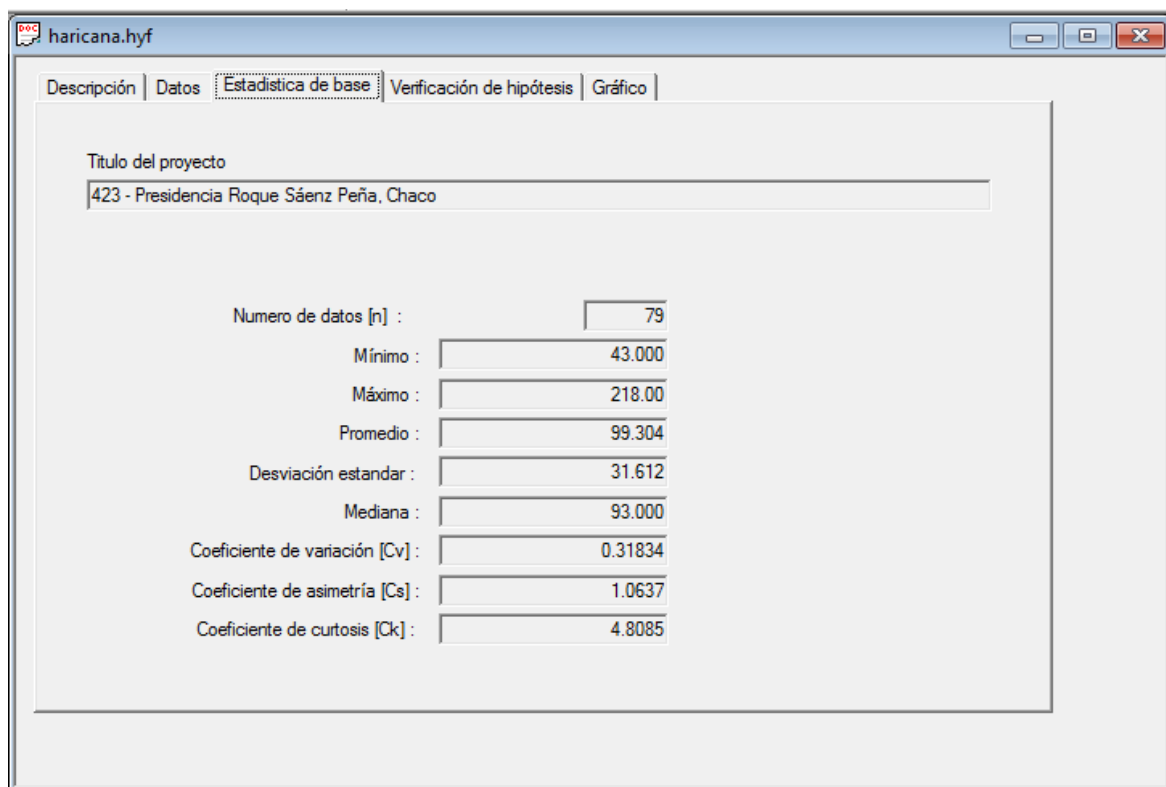 haricana.hyf
Descripción Datos Estadistica de base Verificación de hipótesis Gráfico
Titulo del proyecto
423 - Presidencia Roque Sáenz Peña, Chaco
Numero de datos [n] : 79
Mínimo : 43.000
Máximo : 218.00
Promedio : 99.304
Desviación estandar : 31.612
Mediana : 93.000
Coeficiente de variación [Cv] : 0.31834
Coeficiente de asimetría [Cs] : 1.0637
Coeficiente de curtosis [Ck] : 4.8085